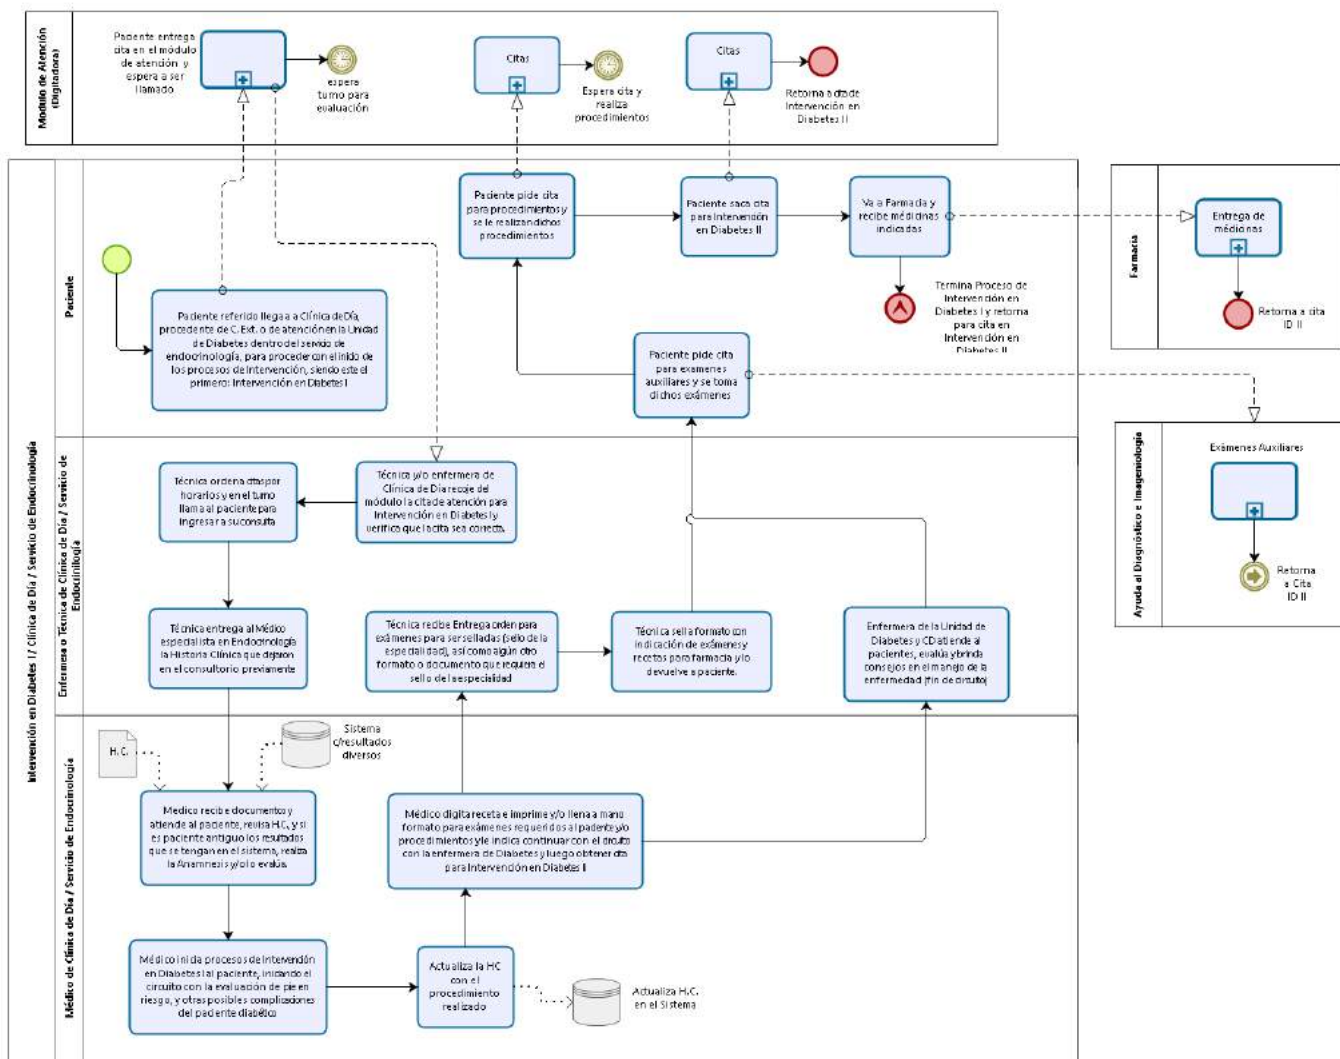 Modulo de Atención
(Digitadora)
Paciente entrega
cita en el módulo
de atención y
espera a ser
llamado
espera
turno para
evaluación
Citas
Espera cita y
realiza
procedimientos
Citas
Retorna a cita de
Intervención en
Diabetes II
Intervención en Diabetes I / Clínica de Día / Servicio de Endocrinología
Paciente
Paciente referido llega a a Clínica de Día,
procedente de C. Ext. o de atención en la Unidad
de Diabetes dentro del servicio de
endocrinología, para proceder con el inicio de
los procesos de Intervención, siendo este el
primero: Intervención en Diabetes I
Paciente pide cita
para procedimientos y
se le realizan dichos
procedimientos
Paciente saca cita
para Intervención
en Diabetes II
Va a Farmacia y
recibe médicinas
indicadas
Termina Proceso de
Intervención en
Diabetes I y retorna
para cita en
Intervención en
Diabetes II
Paciente pide cita
para examenes
auxiliares y se toma
dichos exámenes
Farmacia
Entrega de
médicinas
Retorna a cita
ID II
Ayuda al Diagnóstico e Imageniología
Exámenes Auxiliares
Retorna
a Cita
ID II
Enfermera o Técnica de Clínica de Día / Servicio de
Endocrinilogía
Técnica ordena citas por
horarios y en el turno
llama al paciente para
ingresar a su consulta
Técnica y/o enfermera de
Clínica de Dia recoje del
módulo la cita de atención para
Intervención en Diabetes I y
verifica que la cita sea correcta.
Técnica entrega al Médico
especialista en Endocrinología
la Historia Clínica que dejaron
en el consultorio previamente
Técnica recibe Entrega orden para
exámenes para ser selladas (sello de la
especialidad), así como algún otro
formato o documento que requiera el
sello de la especialidad
Técnica sella formato con
indicación de exámenes y
recetas para farmacia y lo
devuelve a paciente.
Enfermera de la Unidad de
Diabetes y CD atiende al
pacientes, evalúa y brinda
consejos en el manejo de la
enfermedad (fin de circuito)
Médico de Clínica de Día / Servicio de Endocrinología
H.C.
Sistema
c/resultados
diversos
Medico recibe documentos y
atiende al paciente, revisa H.C. y si
es paciente antiguo los resultados
que se tengan en el sistema, realiza
la Anamnesis y/o lo evalúa.
Médico digita receta e imprime y/o llena a mano
formato para exámenes requeridos al paciente y/o
procedimientos y le indica continuar con el circuito
con la enfermera de Diabetes y luego obtener cita
para Intervención en Diabetes II
Médico inicia procesos de Intervención
en Diabetes I al paciente, iniciando el
circuito con la evaluación de pie en
riesgo, y otras posibles complicaciones
del paciente diabético
Actualiza la HC
con el
procedimiento
realizado
Actualiza H.C.
en el Sistema